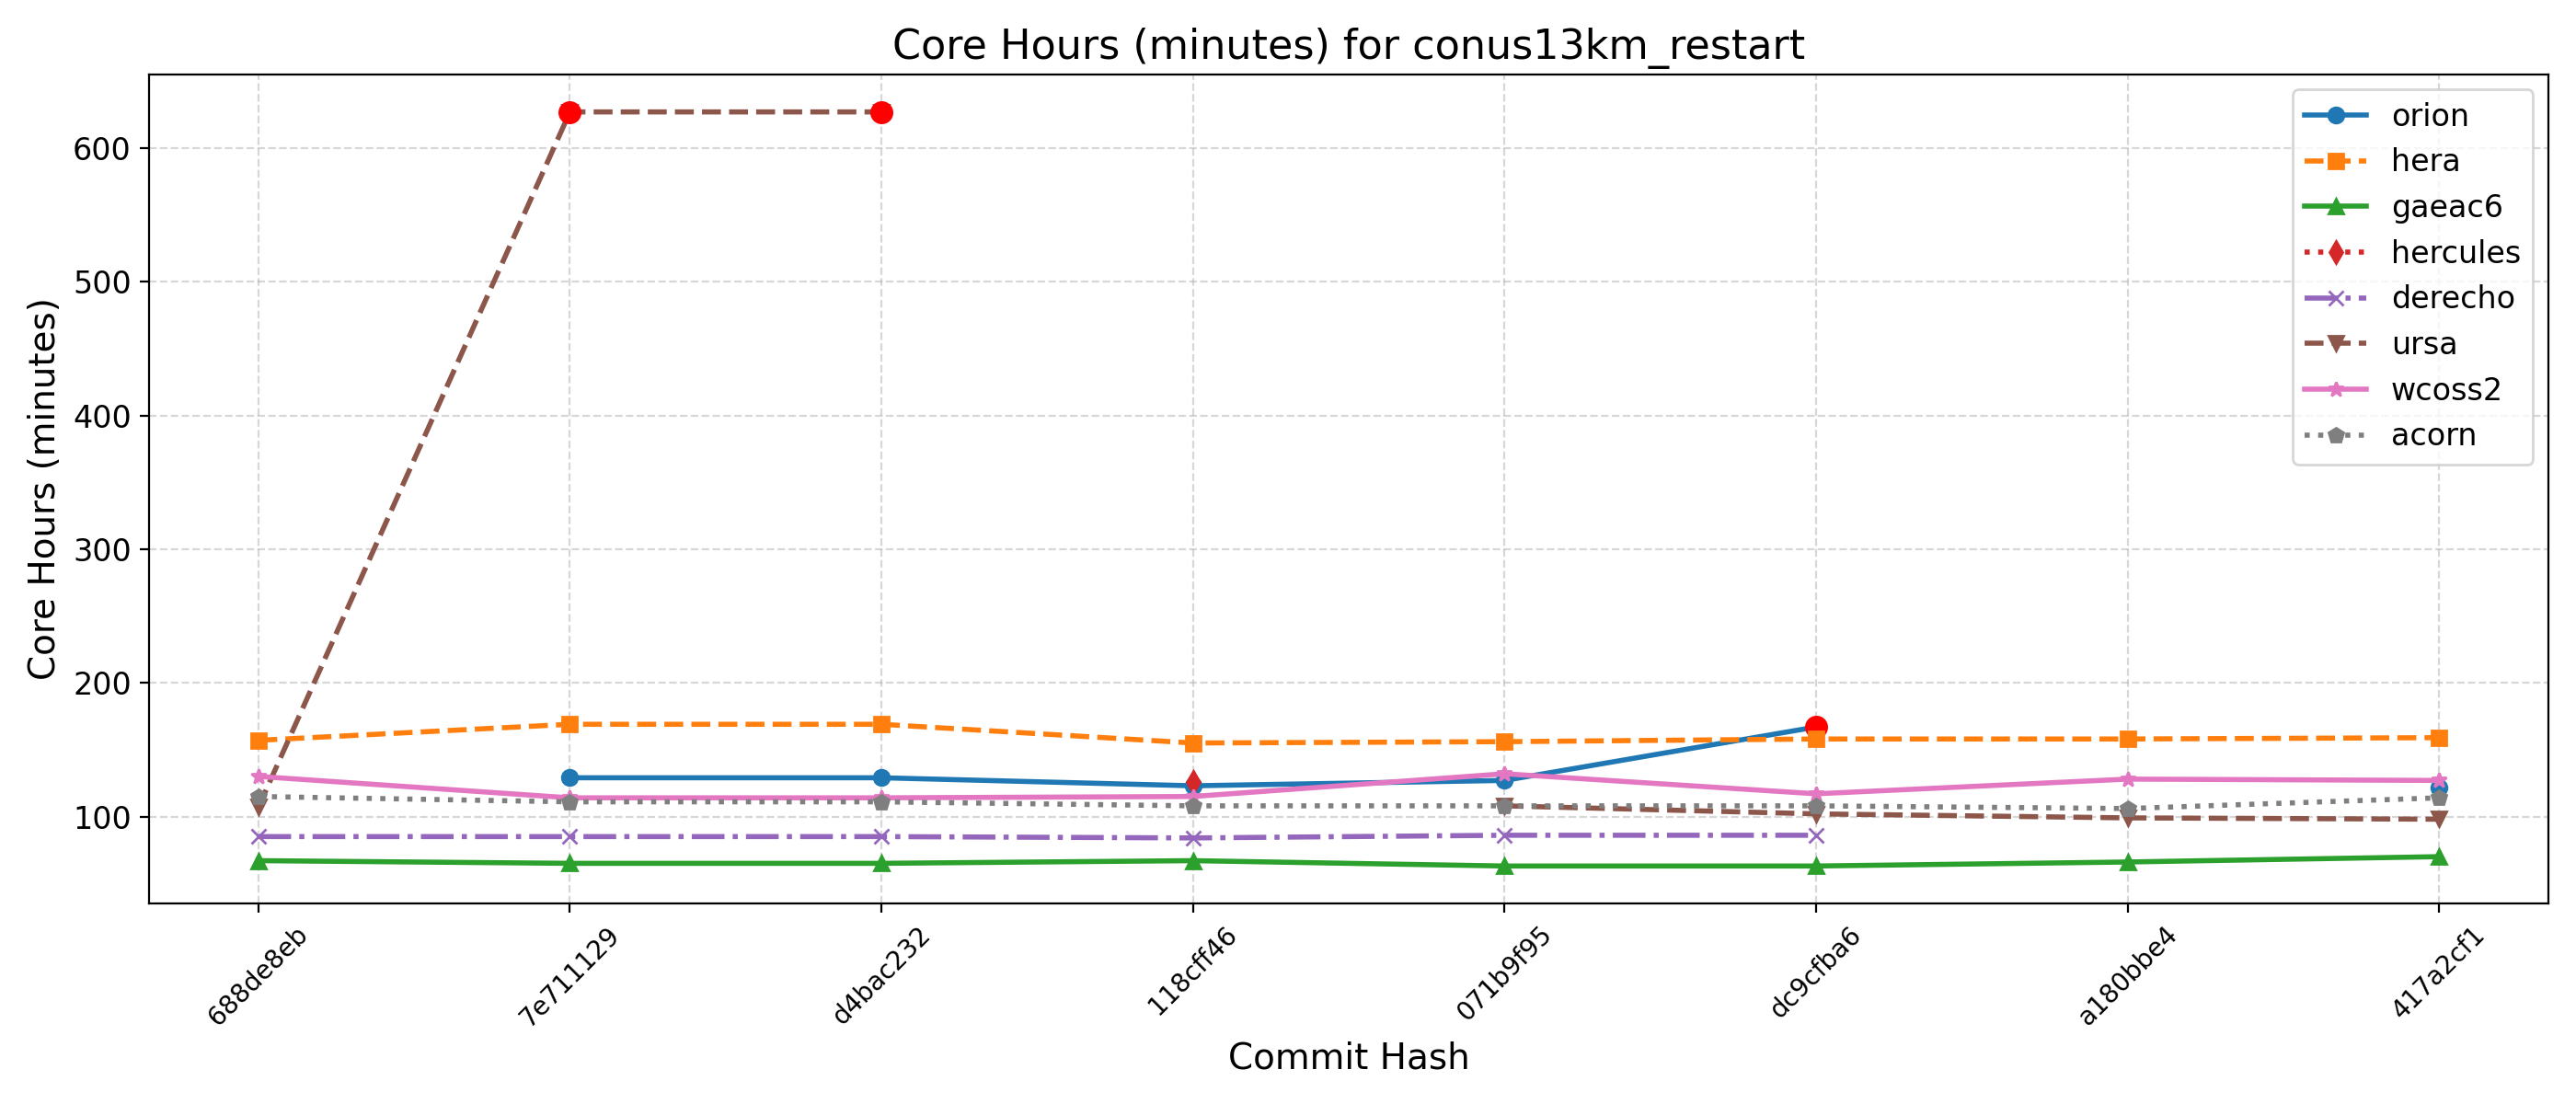 Core Hours (minutes) for conus13km_restart
Core Hours (minutes)
600
500
400
300
200
100
orion
hera
gaeac6
hercules
derecho
ursa
wcoss2
acorn
688de8eb
7e711129
d4bac232
118cff46
071b9f95
dc9cfba6
a180bbe4
417a2cf1
Commit Hash